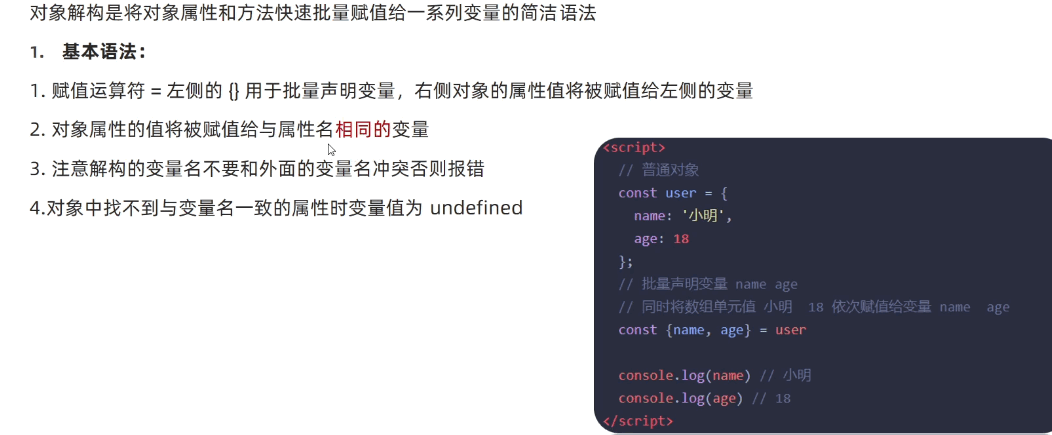 对象解构是将对象属性和方法快速批量赋值给一系列变量的简洁语法
1. 基本语法：
1. 赋值运算符 = 左侧的 {} 用于批量声明变量，右侧对象的属性值将被赋值给左侧的变量
2. 对象属性的值将被赋值给与属性名相同的变量
3. 注意解构的变量名不要和外面的变量名冲突否则报错
4.对象中找不到与变量名一致的属性时变量值为 undefined
<script>
// 普通对象
const user = {
name: '小明',
age: 18
};
// 批量声明变量 name age
// 同时将数组单元值 小明 18 依次赋值给变量 name age
const {name, age} = user
console.log(name) // 小明
console.log(age) // 18
</script>